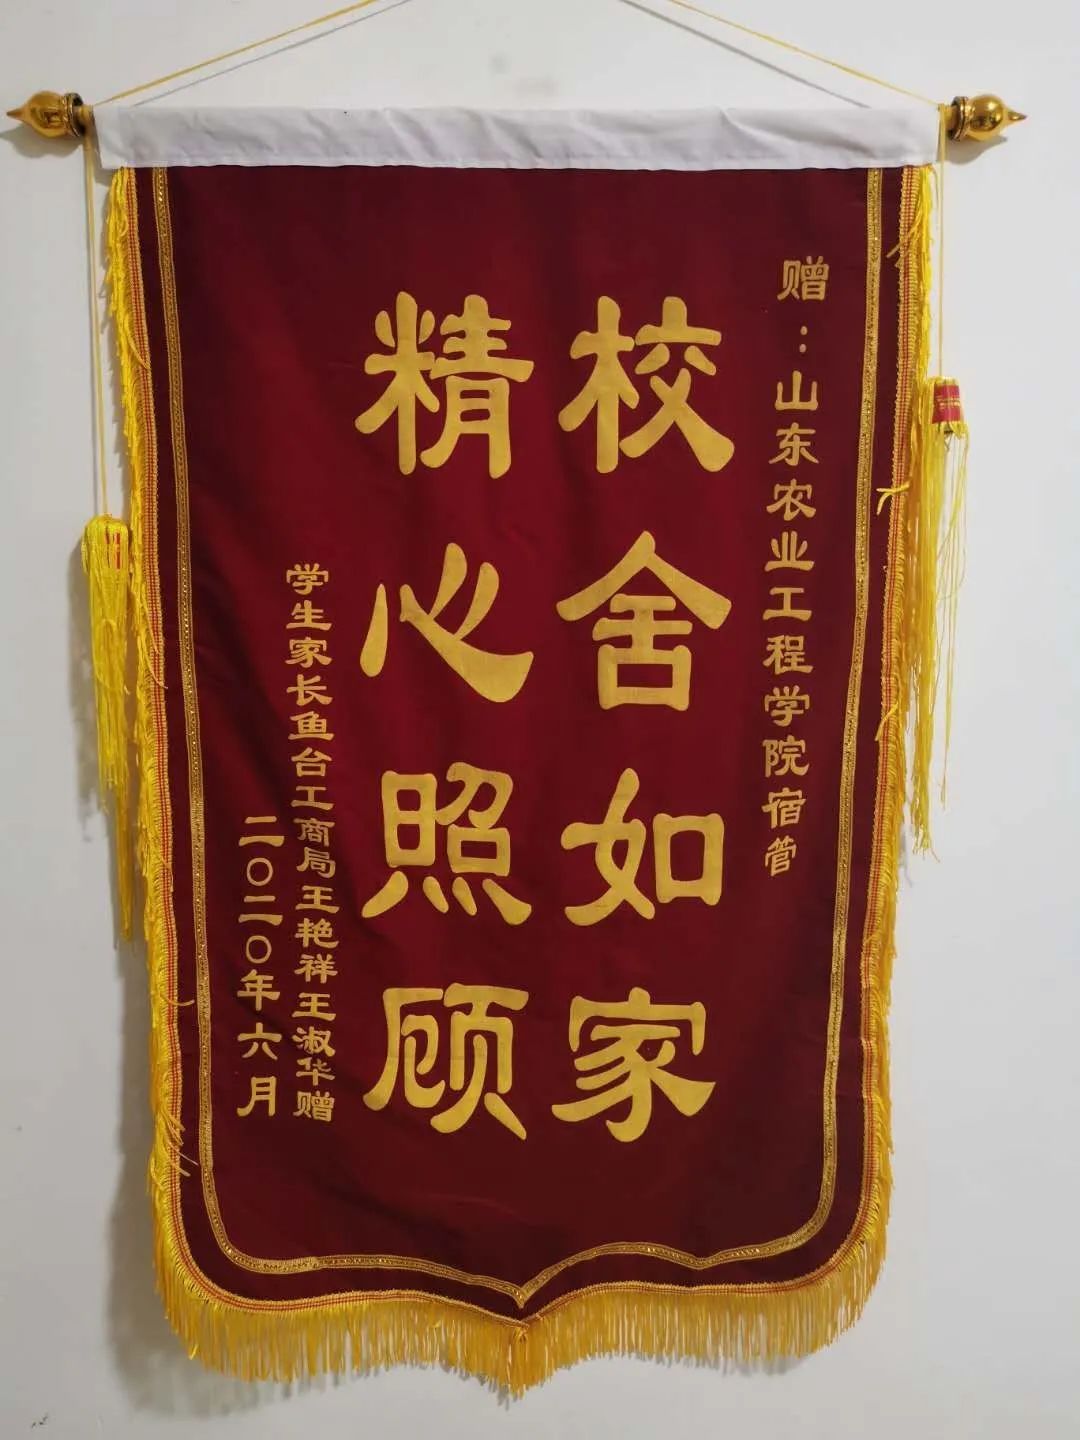 赠：山东农业工程学院宿管
校舍如家
精心照顾
学生家长鱼台工商局王艳祥王淑华赠
二〇二〇年六月